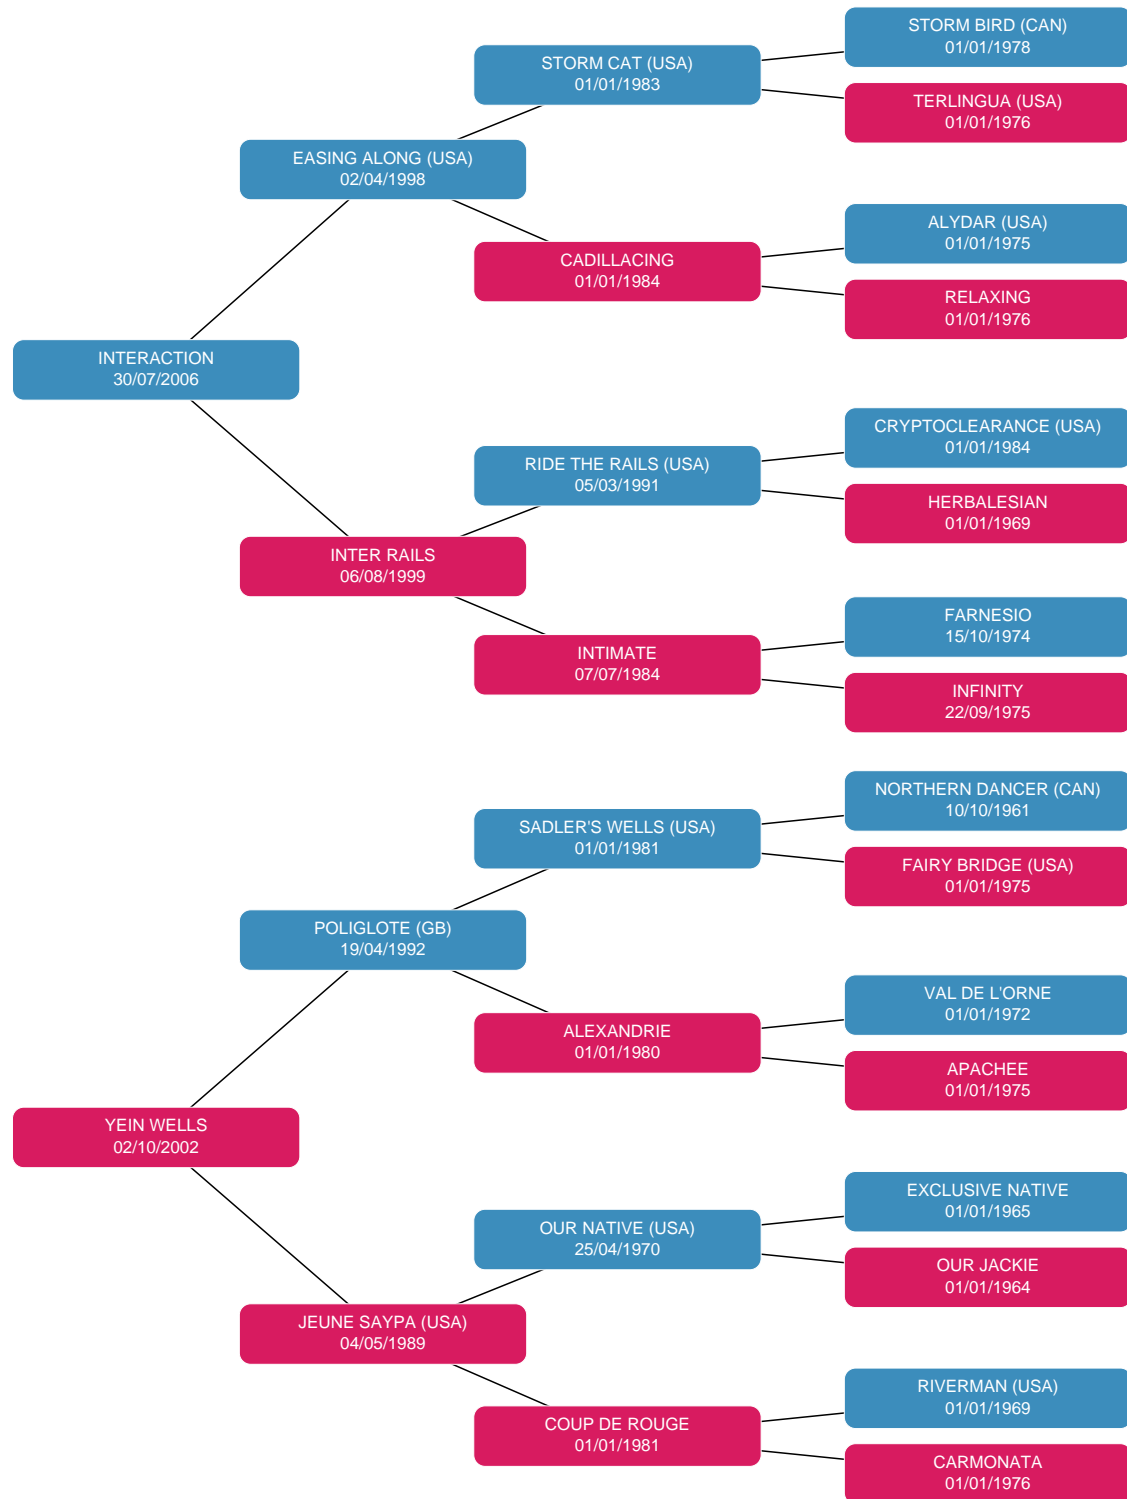 STORM BIRD (CAN)
01/01/1978
STORM CAT (USA)
01/01/1983
TERLINGUA (USA)
01/01/1976
EASING ALONG (USA)
02/04/1998
ALYDAR (USA)
01/01/1975
CADILLACING
01/01/1984
RELAXING
01/01/1976
INTERACTION
30/07/2006
CRYPTOCLEARANCE (USA)
01/01/1984
RIDE THE RAILS (USA)
05/03/1991
HERBALESIAN
01/01/1969
INTER RAILS
06/08/1999
FARNESIO
15/10/1974
INTIMATE
07/07/1984
INFINITY
22/09/1975
NORTHERN DANCER (CAN)
10/10/1961
SADLER'S WELLS (USA)
01/01/1981
FAIRY BRIDGE (USA)
01/01/1975
POLIGLOTE (GB)
19/04/1992
VAL DE L'ORNE
01/01/1972
ALEXANDRIE
01/01/1980
APACHEE
01/01/1975
YEIN WELLS
02/10/2002
EXCLUSIVE NATIVE
01/01/1965
OUR NATIVE (USA)
25/04/1970
OUR JACKIE
01/01/1964
JEUNE SAYPA (USA)
04/05/1989
RIVERMAN (USA)
01/01/1969
COUP DE ROUGE
01/01/1981
CARMONATA
01/01/1976